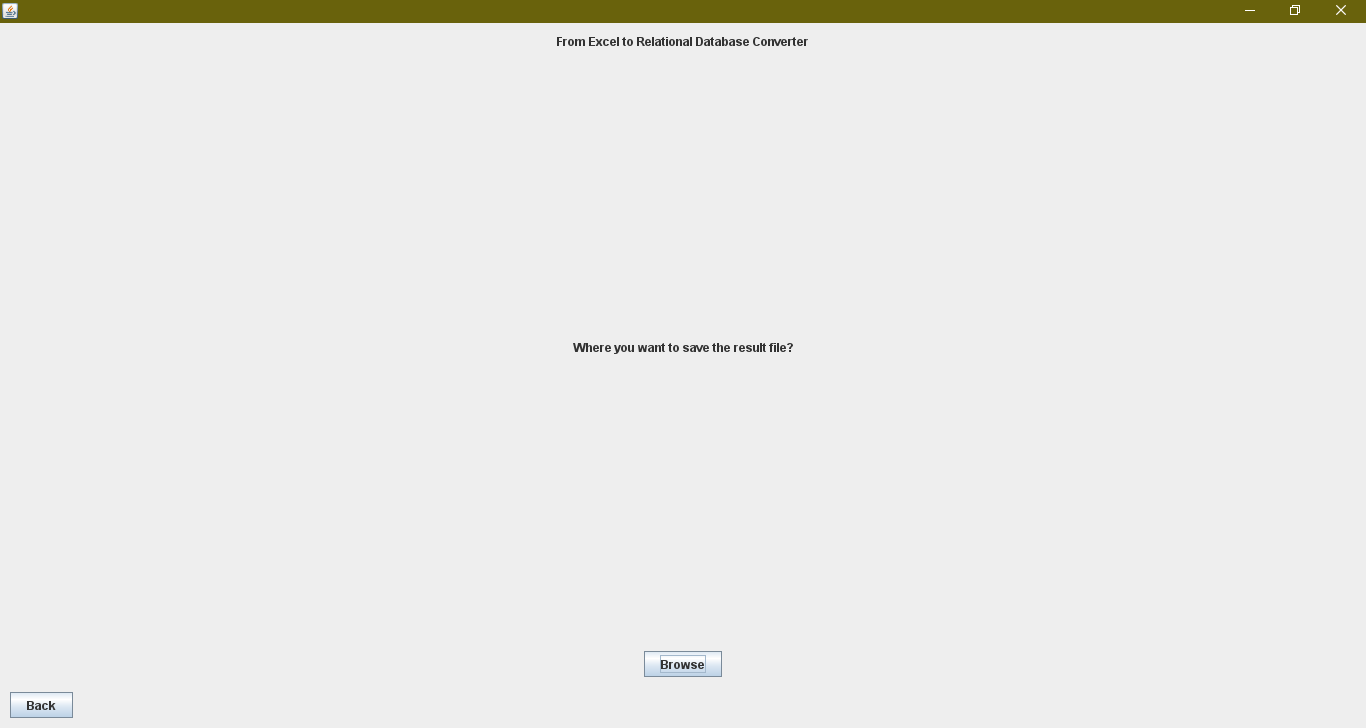 From Excel to Relational Database Converter
Where you want to save the result file?
Browse
Back